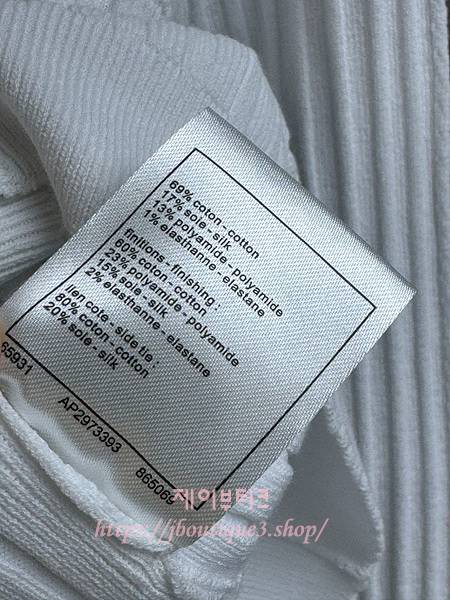 69% coton - cotton
17% soie - silk
13% polyamide - polyamide
1% elasthanne - elastane
finitions - finishing :
60% coton - cotton
23% polyamide - polyamide
15% soie - silk
2% elasthanne - elastane
lien cote - side tie :
80% coton - cotton
20% soie - silk
65931
AP2973393
865069
제이부티크
https://jboutique3.shop/